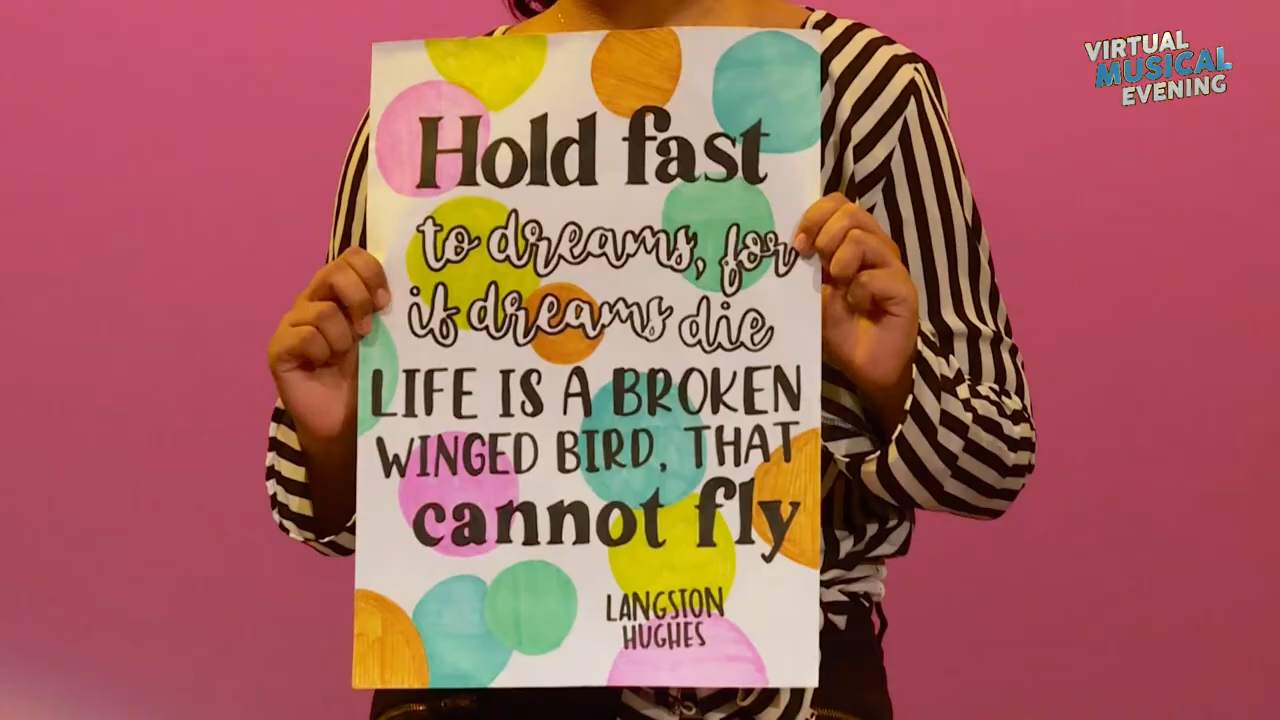 VIRTUAL
MUSICAL
EVENING
Hold fast
to dreams, for
if dreams die
LIFE IS A BROKEN
WINGED BIRD, THAT
cannot fly
LANGSTON
HUGHES